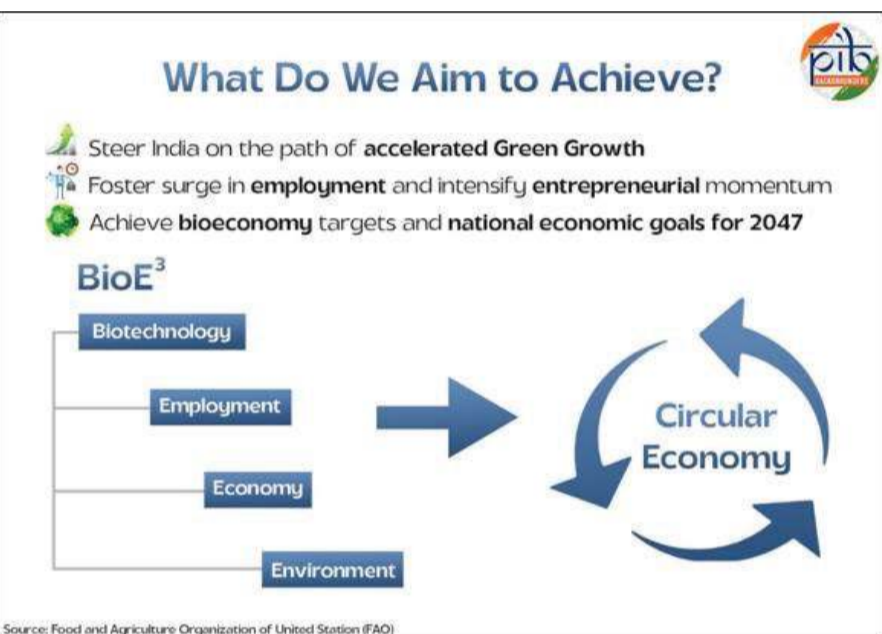 What Do We Aim to Achieve?
pib
BACKGROUNDERS
Steer India on the path of accelerated Green Growth
Foster surge in employment and intensify entrepreneurial momentum
Achieve bioeconomy targets and national economic goals for 2047
BioE³
Biotechnology
Employment
Economy
Environment
Circular
Economy
Source: Food and Agriculture Organization of United Station (FAO)